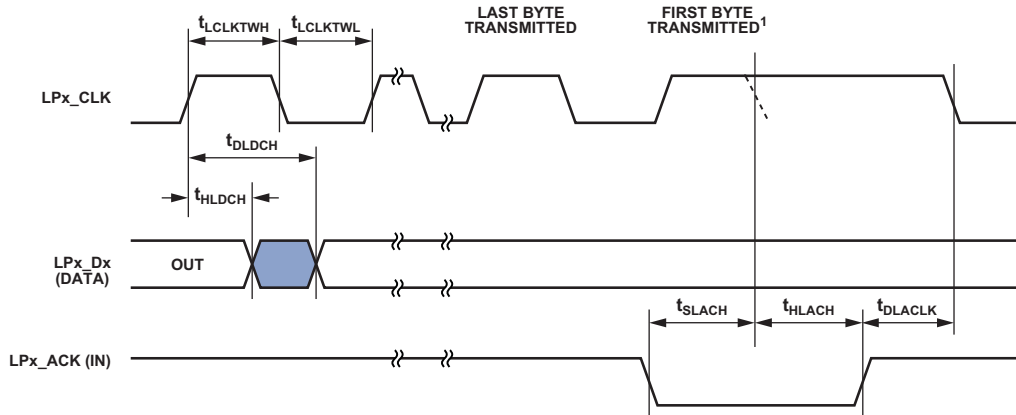 LAST BYTE
TRANSMITTED
FIRST BYTE
TRANSMITTED¹
tLCLKTWH
tLCLKTWL
LPx_CLK
tDLDCH
tHLDCH
LPx_Dx
(DATA)
OUT
tSLACH
tHLACH
tDLACLK
LPx_ACK (IN)